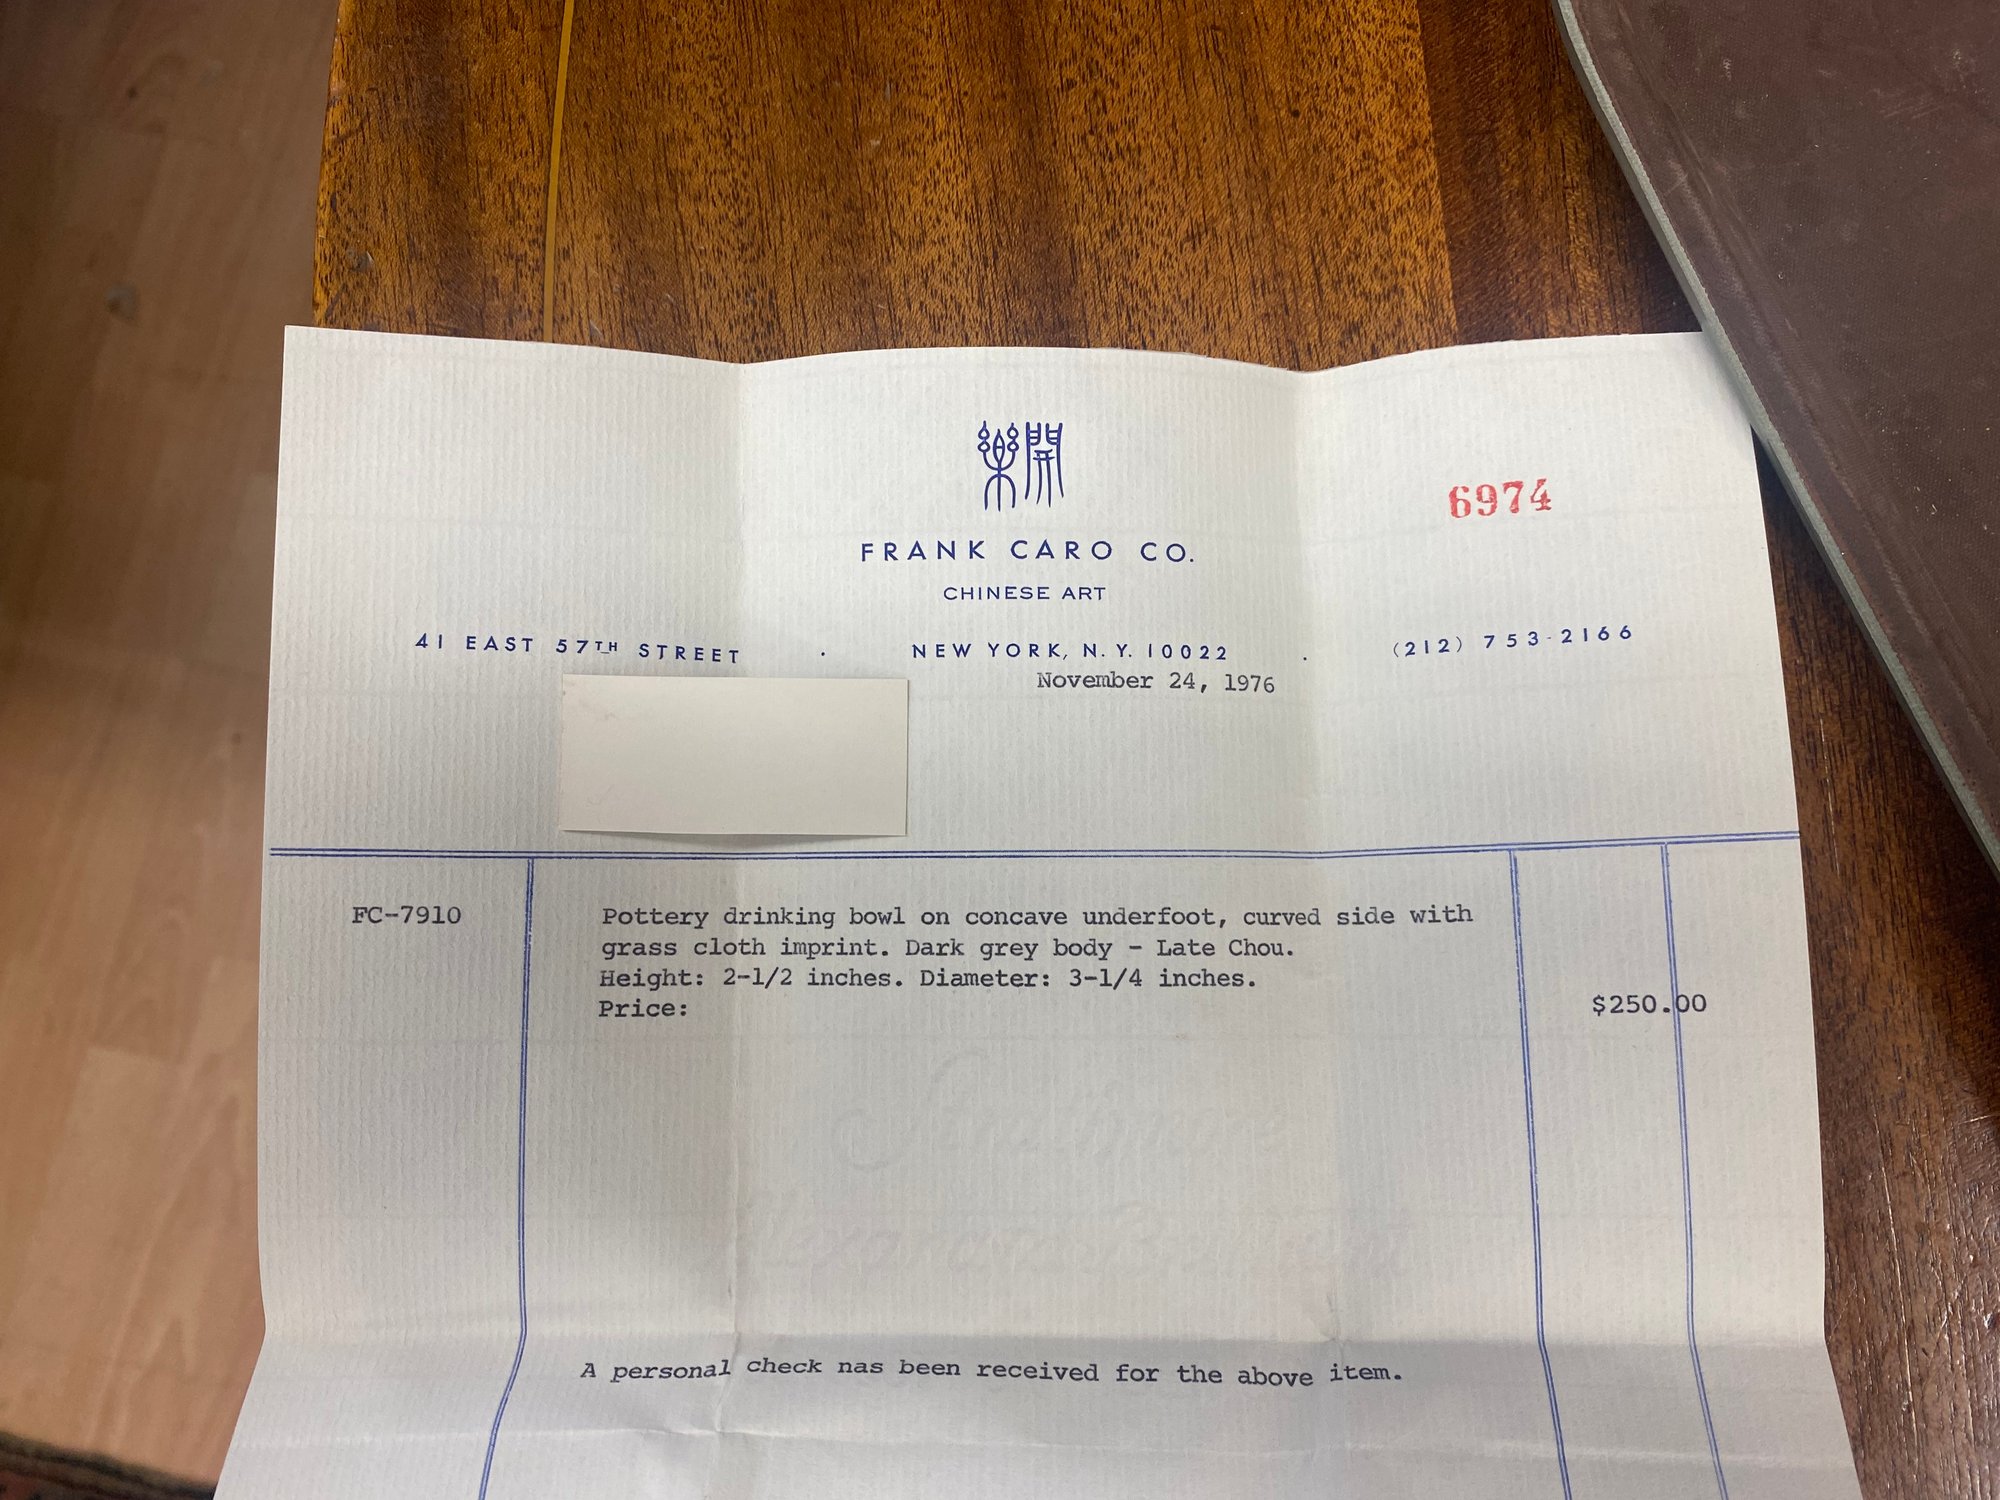 開樂
6974
FRANK CARO CO.
CHINESE ART
41 EAST 57TH STREET . NEW YORK, N.Y. 10022 . (212) 753-2166
November 24, 1976
FC-7910
Pottery drinking bowl on concave underfoot, curved side with
grass cloth imprint. Dark grey body - Late Chou.
Height: 2-1/2 inches. Diameter: 3-1/4 inches.
Price: $250.00
A personal check nas been received for the above item.